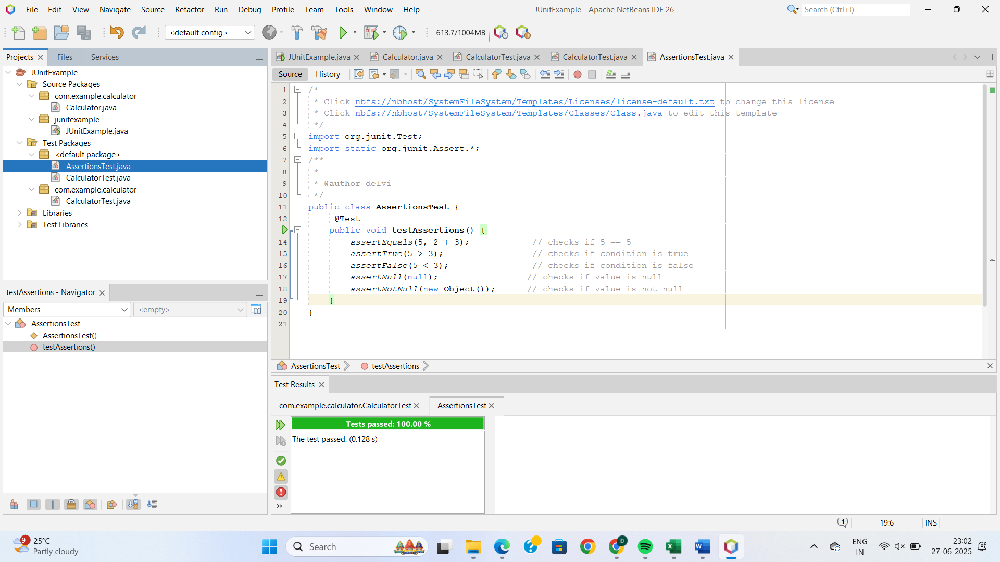 File Edit View Navigate Source Refactor Run Debug Profile Team Tools Window Help
JUnitExample - Apache NetBeans IDE 26
Search (Ctrl+I)
<default config>
613.7/1004MB
Projects Files Services
JUnitExample
Source Packages
com.example.calculator
Calculator.java
junitexample
JUnitExample.java
Test Packages
<default package>
AssertionsTest.java
CalculatorTest.java
com.example.calculator
CalculatorTest.java
Libraries
Test Libraries
testAssertions - Navigator
Members
<empty>
AssertionsTest
AssertionsTest()
testAssertions()
JUnitExample.java Calculator.java CalculatorTest.java CalculatorTest.java AssertionsTest.java
Source History
1 /*
2 * Click nbfs://nbhost/SystemFileSystem/Templates/Licenses/license-default.txt to change this license
3 * Click nbfs://nbhost/SystemFileSystem/Templates/Classes/Class.java to edit this template
4 */
5 import org.junit.Test;
6 import static org.junit.Assert.*;
7 /**
8 *
9 * @author delvi
10 */
11 public class AssertionsTest {
12 @Test
public void testAssertions() {
14 assertEquals(5, 2 + 3); // checks if 5 == 5
15 assertTrue(5 > 3); // checks if condition is true
16 assertFalse(5 < 3); // checks if condition is false
17 assertNull(null); // checks if value is null
18 assertNotNull(new Object()); // checks if value is not null
19 }
20 }
21
AssertionsTest testAssertions
Test Results
com.example.calculator.CalculatorTest AssertionsTest
Tests passed: 100.00 %
The test passed. (0.128 s)
1 19:6 INS
9+
25°C
Partly cloudy
Search
D
ENG
IN
23:02
27-06-2025